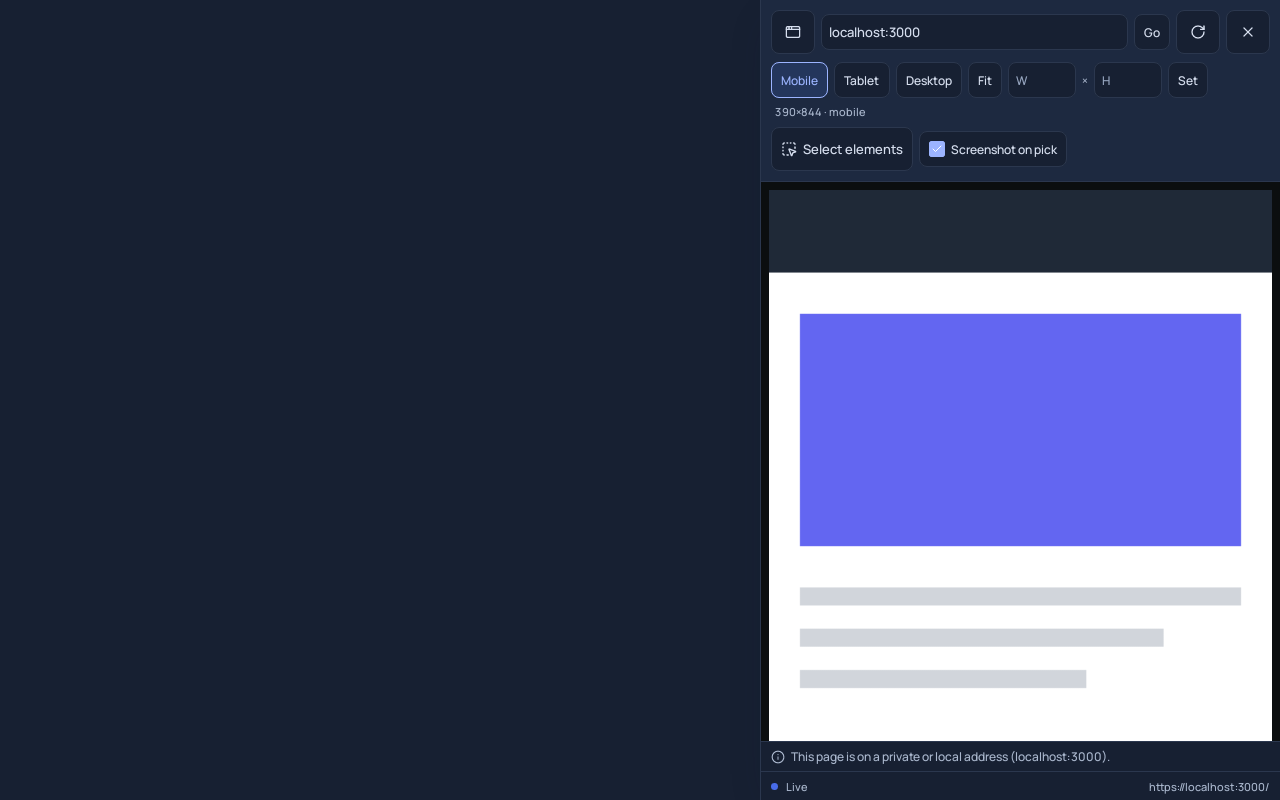 localhost:3000 Go
Mobile Tablet Desktop Fit W × H Set
390×844 · mobile
Select elements Screenshot on pick
This page is on a private or local address (localhost:3000).
Live https://localhost:3000/